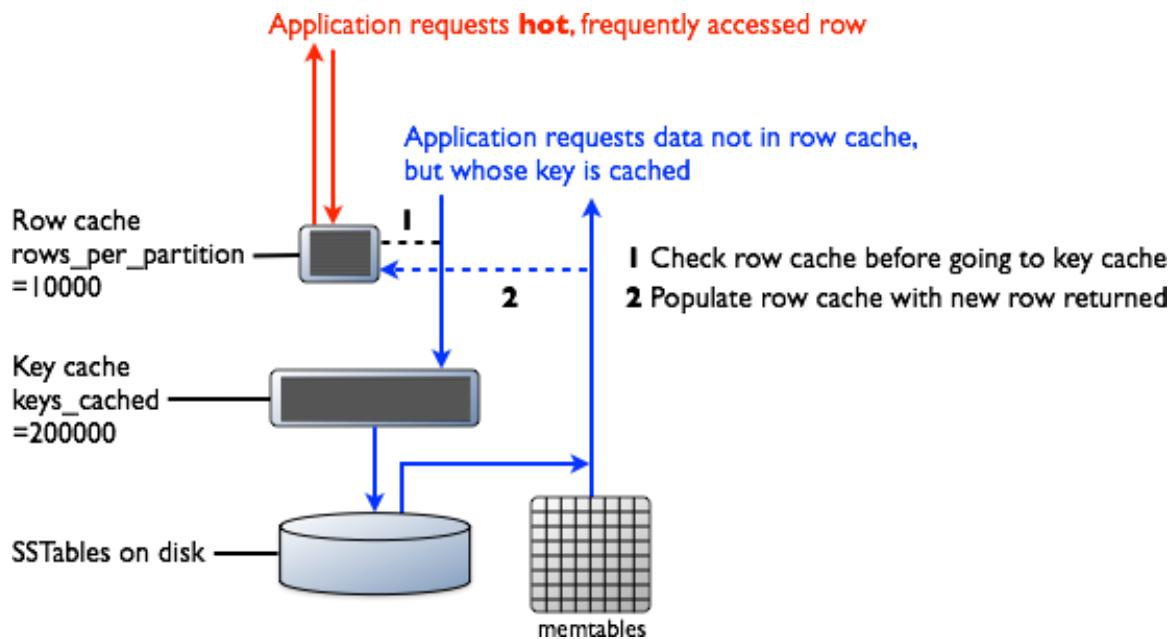 Application requests hot, frequently accessed row
Application requests data not in row cache,
but whose key is cached
Row cache
rows_per_partition
=10000
1
2
1 Check row cache before going to key cache
2 Populate row cache with new row returned
Key cache
keys_cached
=200000
SSTables on disk
memtables